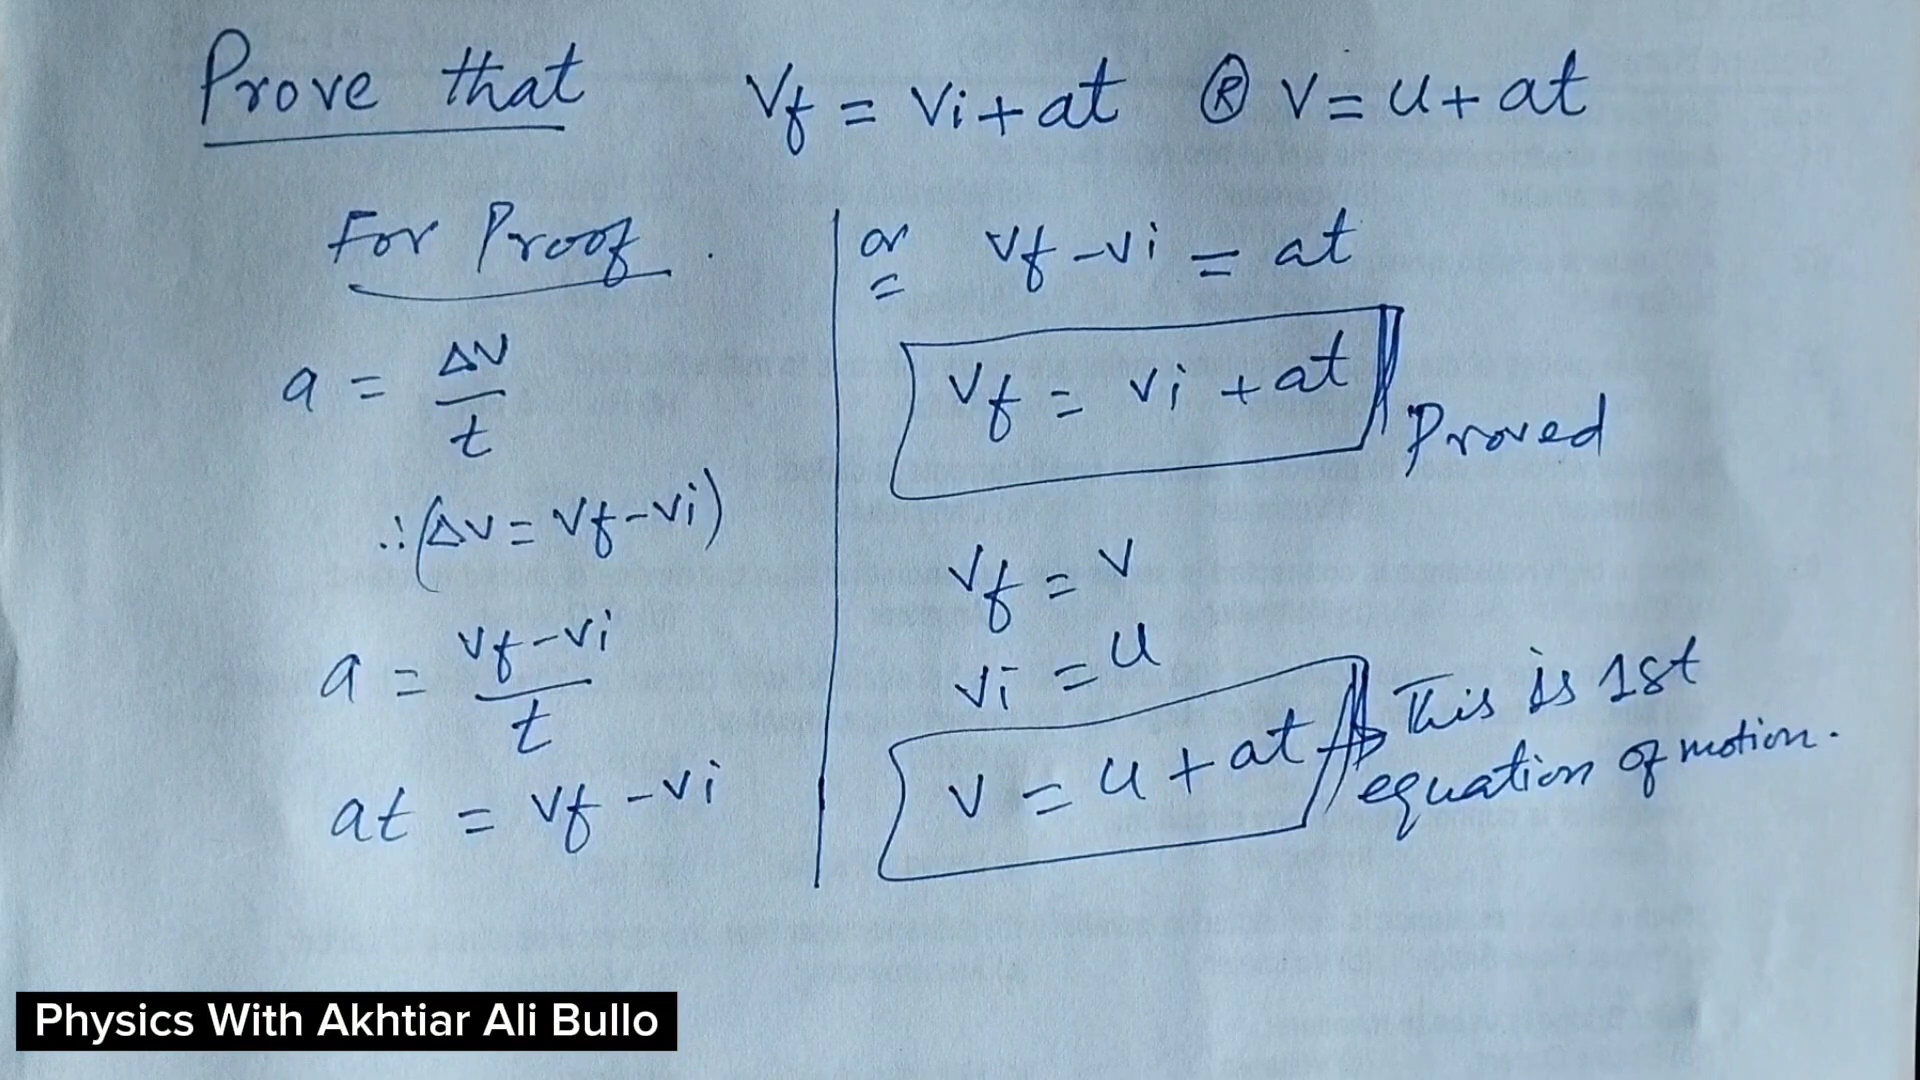 Prove that Vf = Vi + at ® V = u + at
For Proof.
a = Δv/t
∴ (Δv = vf - vi)
a = vf - vi/t
at = vf - vi
or vf - vi = at
vf = vi + at
Proved
vf = v
vi = u
v = u + at → This is 1st
equation of motion.
Physics With Akhtiar Ali Bullo